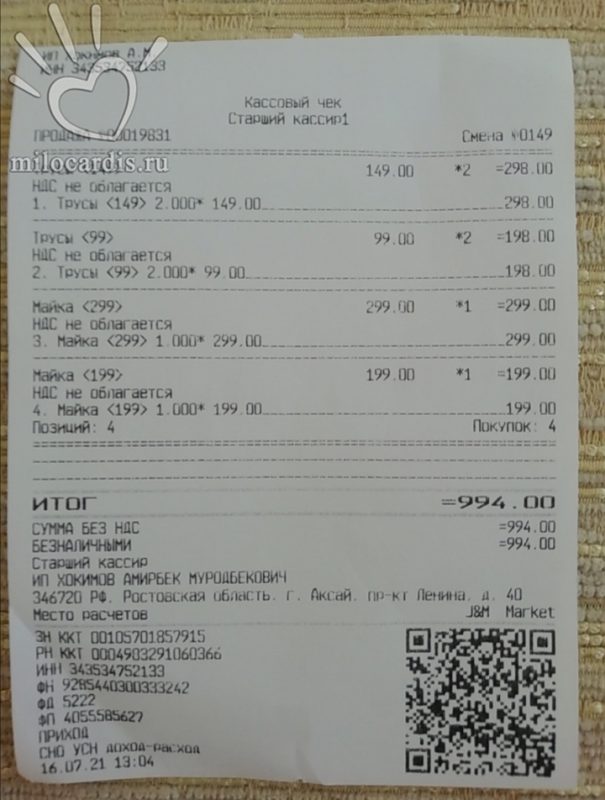 ИП Хокимов А.М
ИНН 343534752133
Кассовый чек
Старший кассир1
ПРОДАЖА №00019831 Смена №0149
milocardis.ru
149.00 *2 =298.00
НДС не облагается
1. Трусы <149> 2.000* 149.00 298.00
Трусы <99> 99.00 *2 =198.00
НДС не облагается
2. Трусы <99> 2.000* 99.00 198.00
Майка <299> 299.00 *1 =299.00
НДС не облагается
3. Майка <299> 1.000* 299.00 299.00
Майка <199> 199.00 *1 =199.00
НДС не облагается
4. Майка <199> 1.000* 199.00 199.00
Позиций: 4 Покупок: 4
ИТОГ =994.00
СУММА БЕЗ НДС =994.00
БЕЗНАЛИЧНЫМИ =994.00
Старший кассир
ИП ХОКИМОВ АМИРБЕК МУРОДБЕКОВИЧ
346720 РФ, Ростовская область, г. Аксай, пр-кт Ленина, д. 40
Место расчетов J&M Market
ЗН ККТ 00105701857915
РН ККТ 0004903291060366
ИНН 343534752133
ФН 9285440300333242
ФД 5222
ФП 4055585627
ПРИХОД
СНО УСН доход-расход
16.07.21 13:04